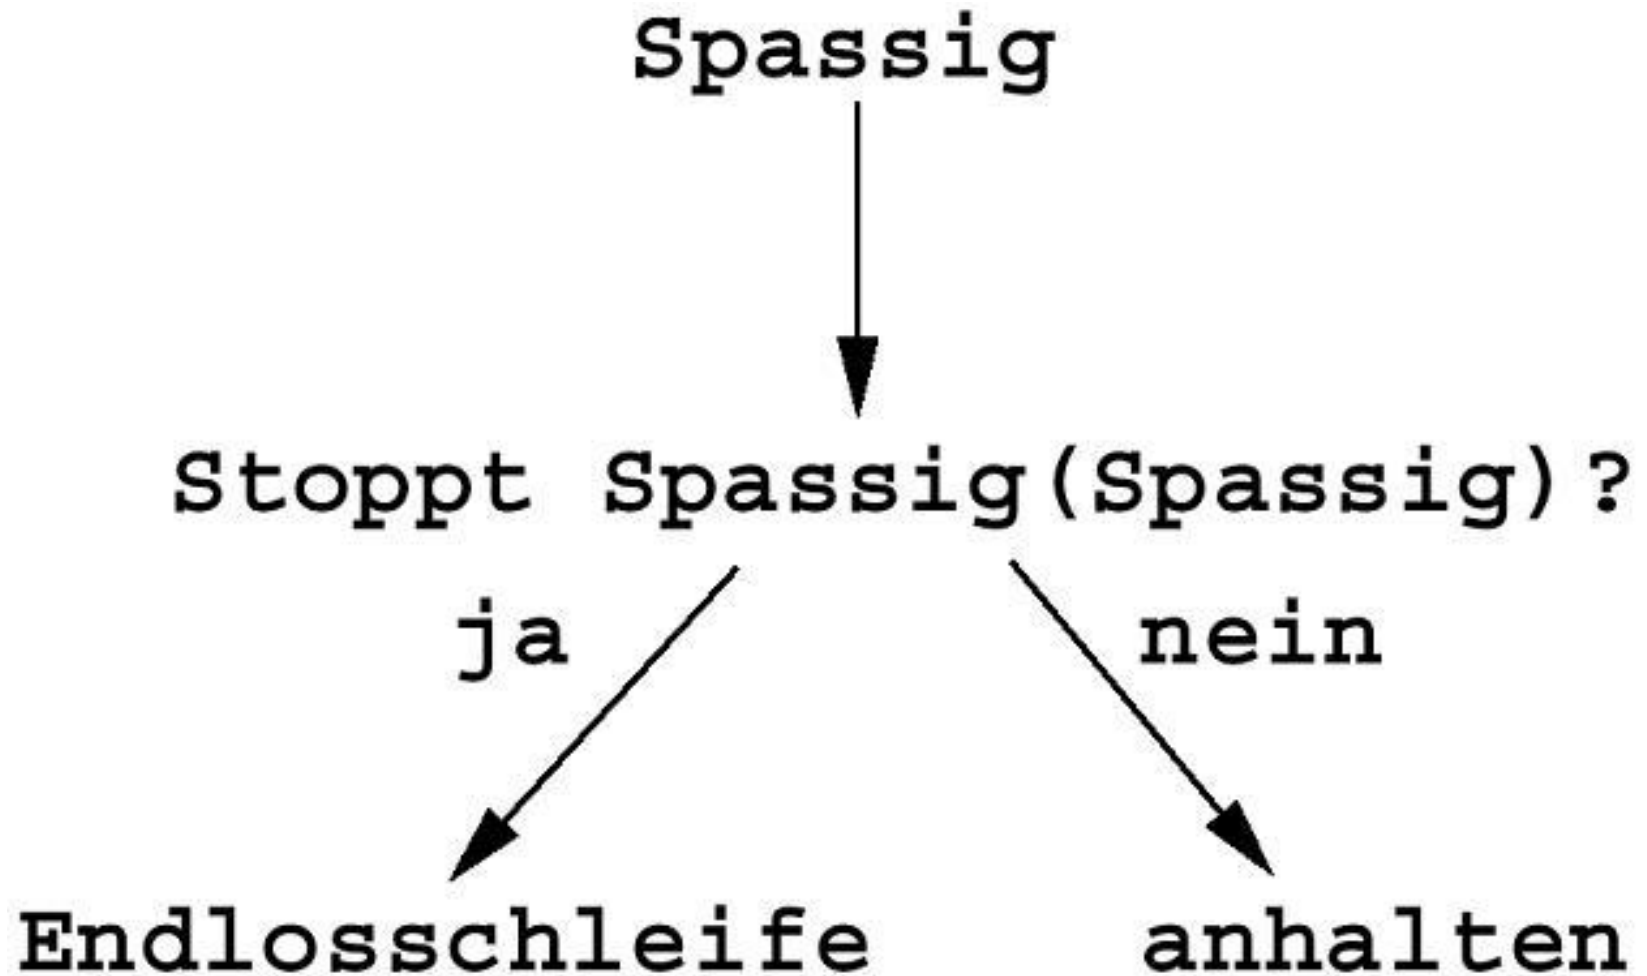 Spassig
Stoppt Spassig(Spassig)?
ja
nein
Endlosschleife
anhalten